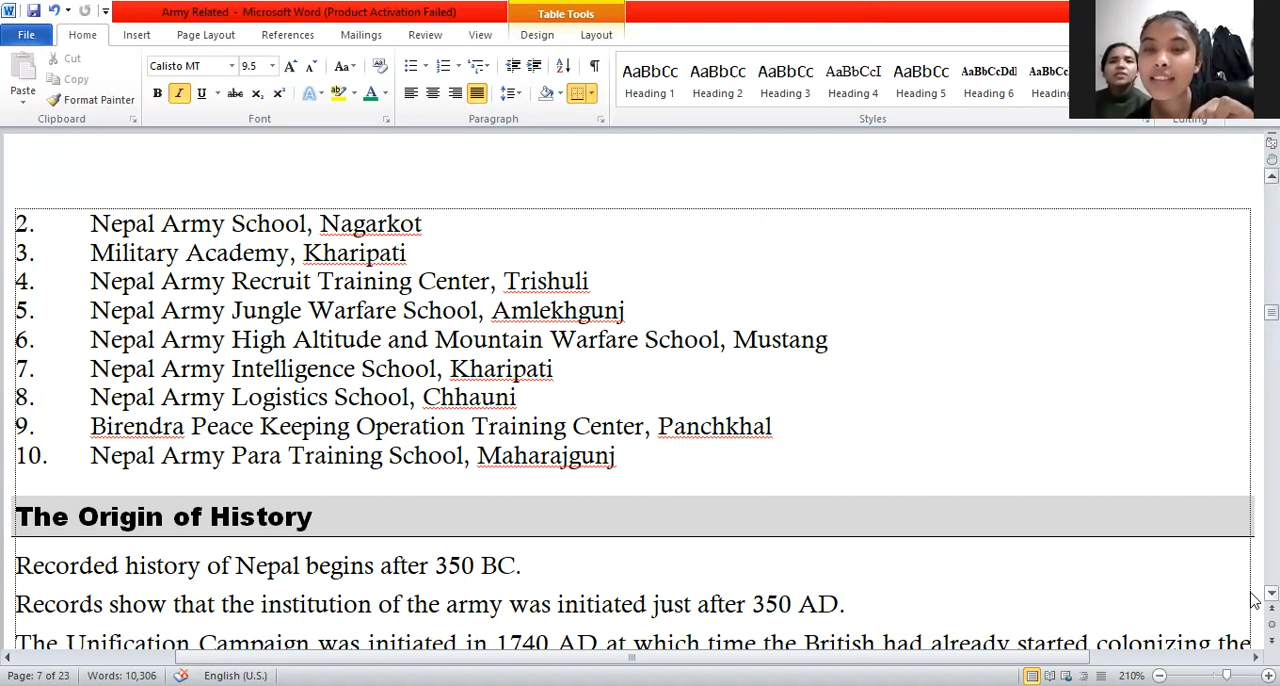 Army Related - Microsoft Word (Product Activation Failed)
Table Tools
File Home Insert Page Layout References Mailings Review View Design Layout
Paste
Cut
Copy
Format Painter
Calisto MT 9.5
AaBbCc AaBbCc AaBbCc AaBbCcI AaBbCc AaBbCcDd AaBbCc
Heading 1 Heading 2 Heading 3 Heading 4 Heading 5 Heading 6 Heading
Clipboard Font Paragraph Styles Editing
2. Nepal Army School, Nagarkot
3. Military Academy, Kharipati
4. Nepal Army Recruit Training Center, Trishuli
5. Nepal Army Jungle Warfare School, Amlekhgunj
6. Nepal Army High Altitude and Mountain Warfare School, Mustang
7. Nepal Army Intelligence School, Kharipati
8. Nepal Army Logistics School, Chhauni
9. Birendra Peace Keeping Operation Training Center, Panchkhal
10. Nepal Army Para Training School, Maharajgunj
The Origin of History
Recorded history of Nepal begins after 350 BC.
Records show that the institution of the army was initiated just after 350 AD.
The Unification Campaign was initiated in 1740 AD at which time the British had already started colonizing the
Page: 7 of 23 Words: 10,306 English (U.S.) 210%